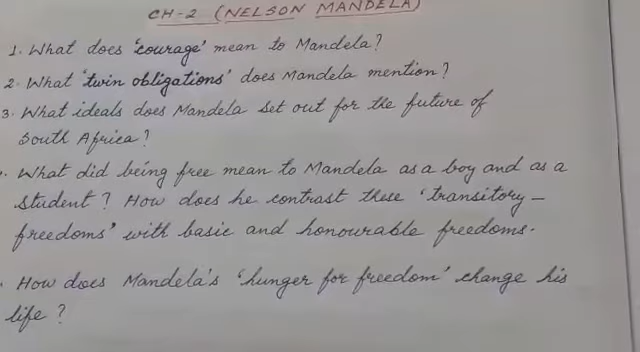 CH-2 (NELSON MANDELA)
1. What does 'courage' mean to Mandela?
2. What 'twin obligations' does Mandela mention?
3. What ideals does Mandela set out for the future of
South Africa?
. What did being free mean to Mandela as a boy and as a
student? How does he contrast these 'transitory –
freedoms' with basic and honourable freedoms.
. How does Mandela's 'hunger for freedom' change his
life?